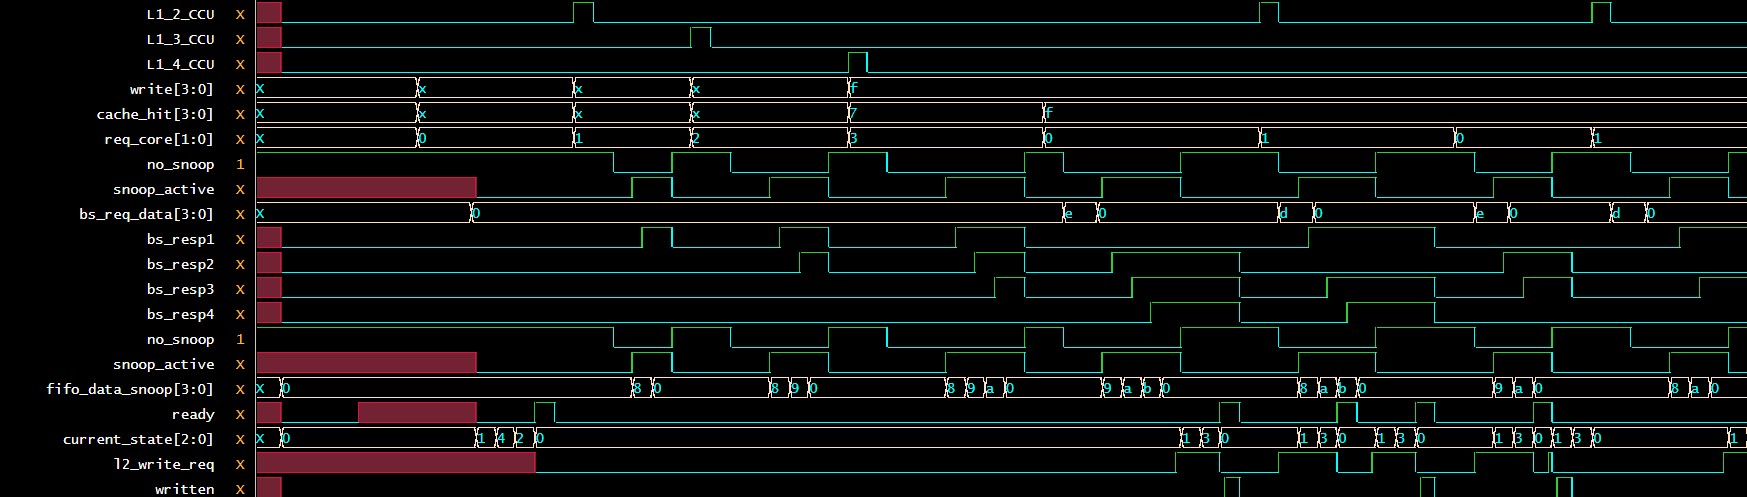 L1_2_CCU X
L1_3_CCU X
L1_4_CCU X
write[3:0] X X x x x f
cache_hit[3:0] X X x x x 7 f
req_core[1:0] X X 0 1 2 3 0 1 0 1
no_snoop 1
snoop_active X
bs_req_data[3:0] X X 0 e 0 d 0 e 0 d 0
bs_resp1 X
bs_resp2 X
bs_resp3 X
bs_resp4 X
no_snoop 1
snoop_active X
fifo_data_snoop[3:0] X X 0 8 0 8 9 0 8 9 a 0 9 a b 0 8 a b 0 9 a 0 8 a 0
ready X
current_state[2:0] X X 0 1 4 2 0 1 3 0 1 3 0 1 3 0 1 3 0 1 3 0 1
l2_write_req X
written X